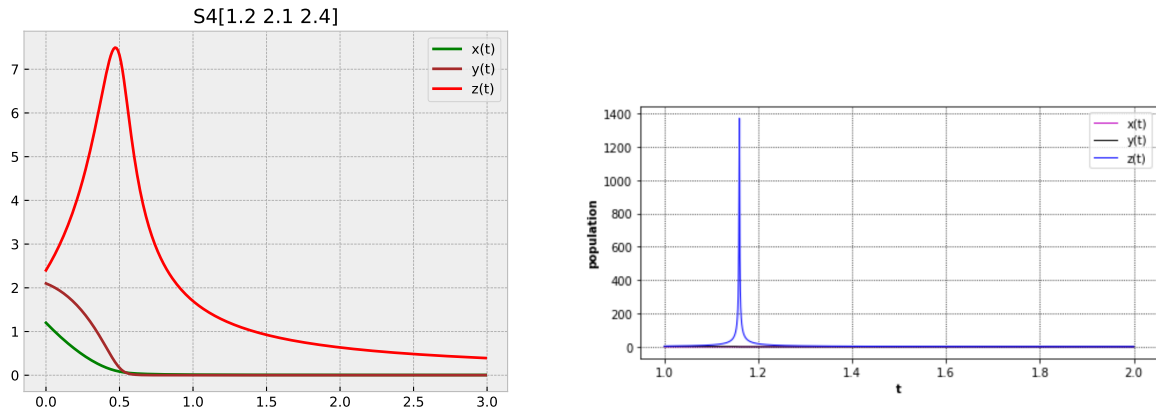 S4[1.2 2.1 2.4]
x(t)
y(t)
z(t)
7
6
5
4
3
2
1
0
0.0 0.5 1.0 1.5 2.0 2.5 3.0
x(t)
y(t)
z(t)
population
1400
1200
1000
800
600
400
200
0
1.0 1.2 1.4 1.6 1.8 2.0
t